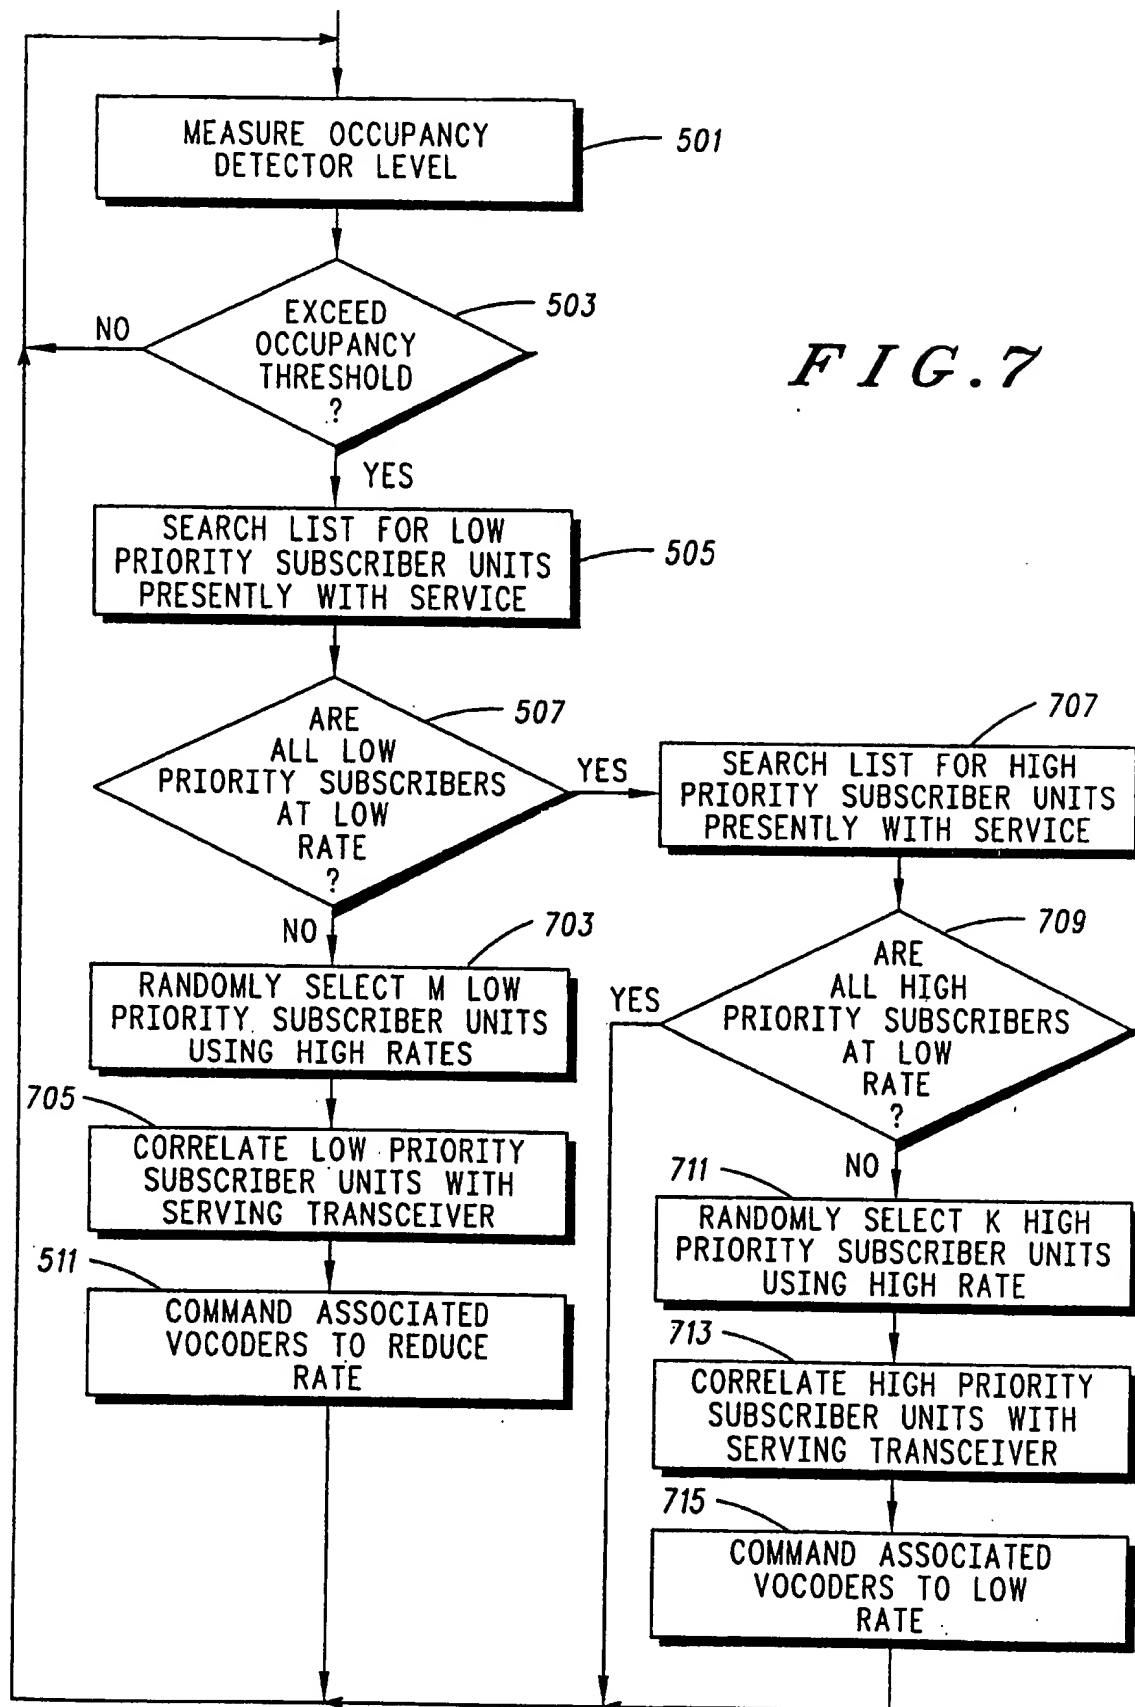 MEASURE OCCUPANCY
DETECTOR LEVEL
501
EXCEED
OCCUPANCY
THRESHOLD
?
503
NO
FIG.7
YES
SEARCH LIST FOR LOW
PRIORITY SUBSCRIBER UNITS
PRESENTLY WITH SERVICE
505
ARE
ALL LOW
PRIORITY SUBSCRIBERS
AT LOW
RATE
?
507
YES
NO
707
SEARCH LIST FOR HIGH
PRIORITY SUBSCRIBER UNITS
PRESENTLY WITH SERVICE
703
RANDOMLY SELECT M LOW
PRIORITY SUBSCRIBER UNITS
USING HIGH RATES
709
ARE
ALL HIGH
PRIORITY SUBSCRIBERS
AT LOW
RATE
?
YES
NO
705
CORRELATE LOW PRIORITY
SUBSCRIBER UNITS WITH
SERVING TRANSCEIVER
711
RANDOMLY SELECT K HIGH
PRIORITY SUBSCRIBER UNITS
USING HIGH RATE
511
COMMAND ASSOCIATED
VOCODERS TO REDUCE
RATE
713
CORRELATE HIGH PRIORITY
SUBSCRIBER UNITS WITH
SERVING TRANSCEIVER
715
COMMAND ASSOCIATED
VOCODERS TO LOW
RATE